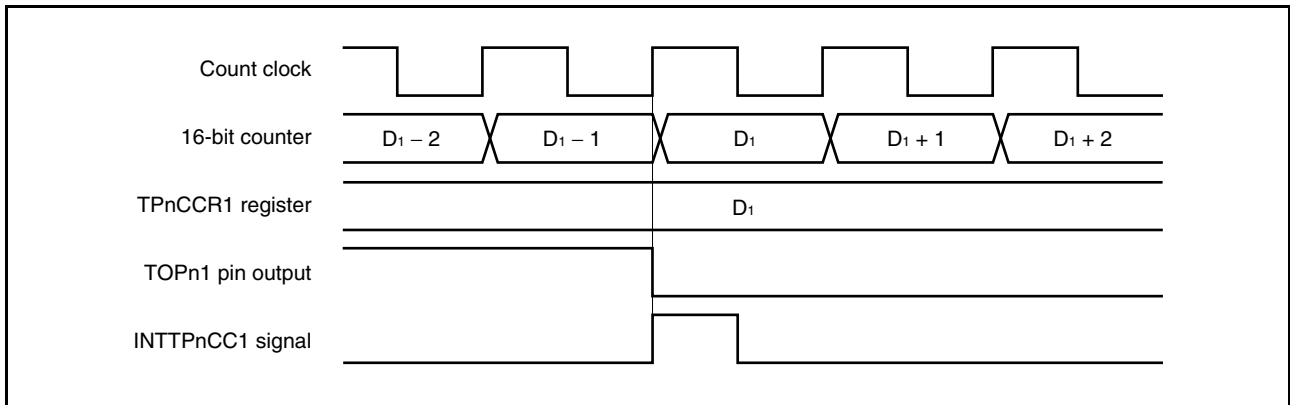 Count clock
16-bit counter D₁ – 2 D₁ – 1 D₁ D₁ + 1 D₁ + 2
TPnCCR1 register D₁
TOPn1 pin output
INTTPnCC1 signal